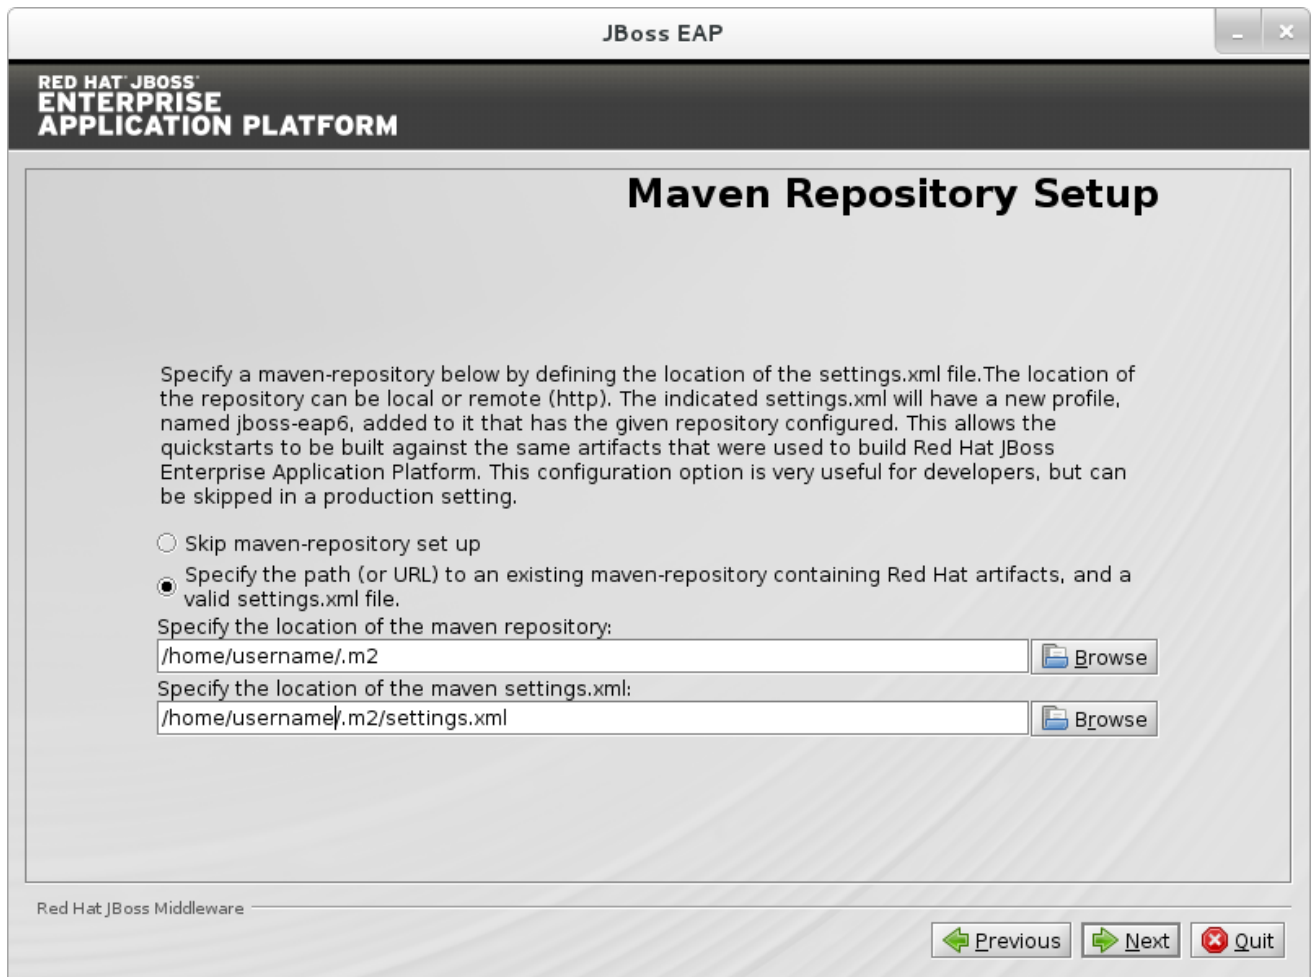 JBoss EAP
RED HAT JBOSS
ENTERPRISE
APPLICATION PLATFORM
Maven Repository Setup
Specify a maven-repository below by defining the location of the settings.xml file.The location of
the repository can be local or remote (http). The indicated settings.xml will have a new profile,
named jboss-eap6, added to it that has the given repository configured. This allows the
quickstarts to be built against the same artifacts that were used to build Red Hat JBoss
Enterprise Application Platform. This configuration option is very useful for developers, but can
be skipped in a production setting.
Skip maven-repository set up
Specify the path (or URL) to an existing maven-repository containing Red Hat artifacts, and a
valid settings.xml file.
Specify the location of the maven repository:
/home/username/.m2 Browse
Specify the location of the maven settings.xml:
/home/username/.m2/settings.xml Browse
Red Hat JBoss Middleware
Previous Next Quit